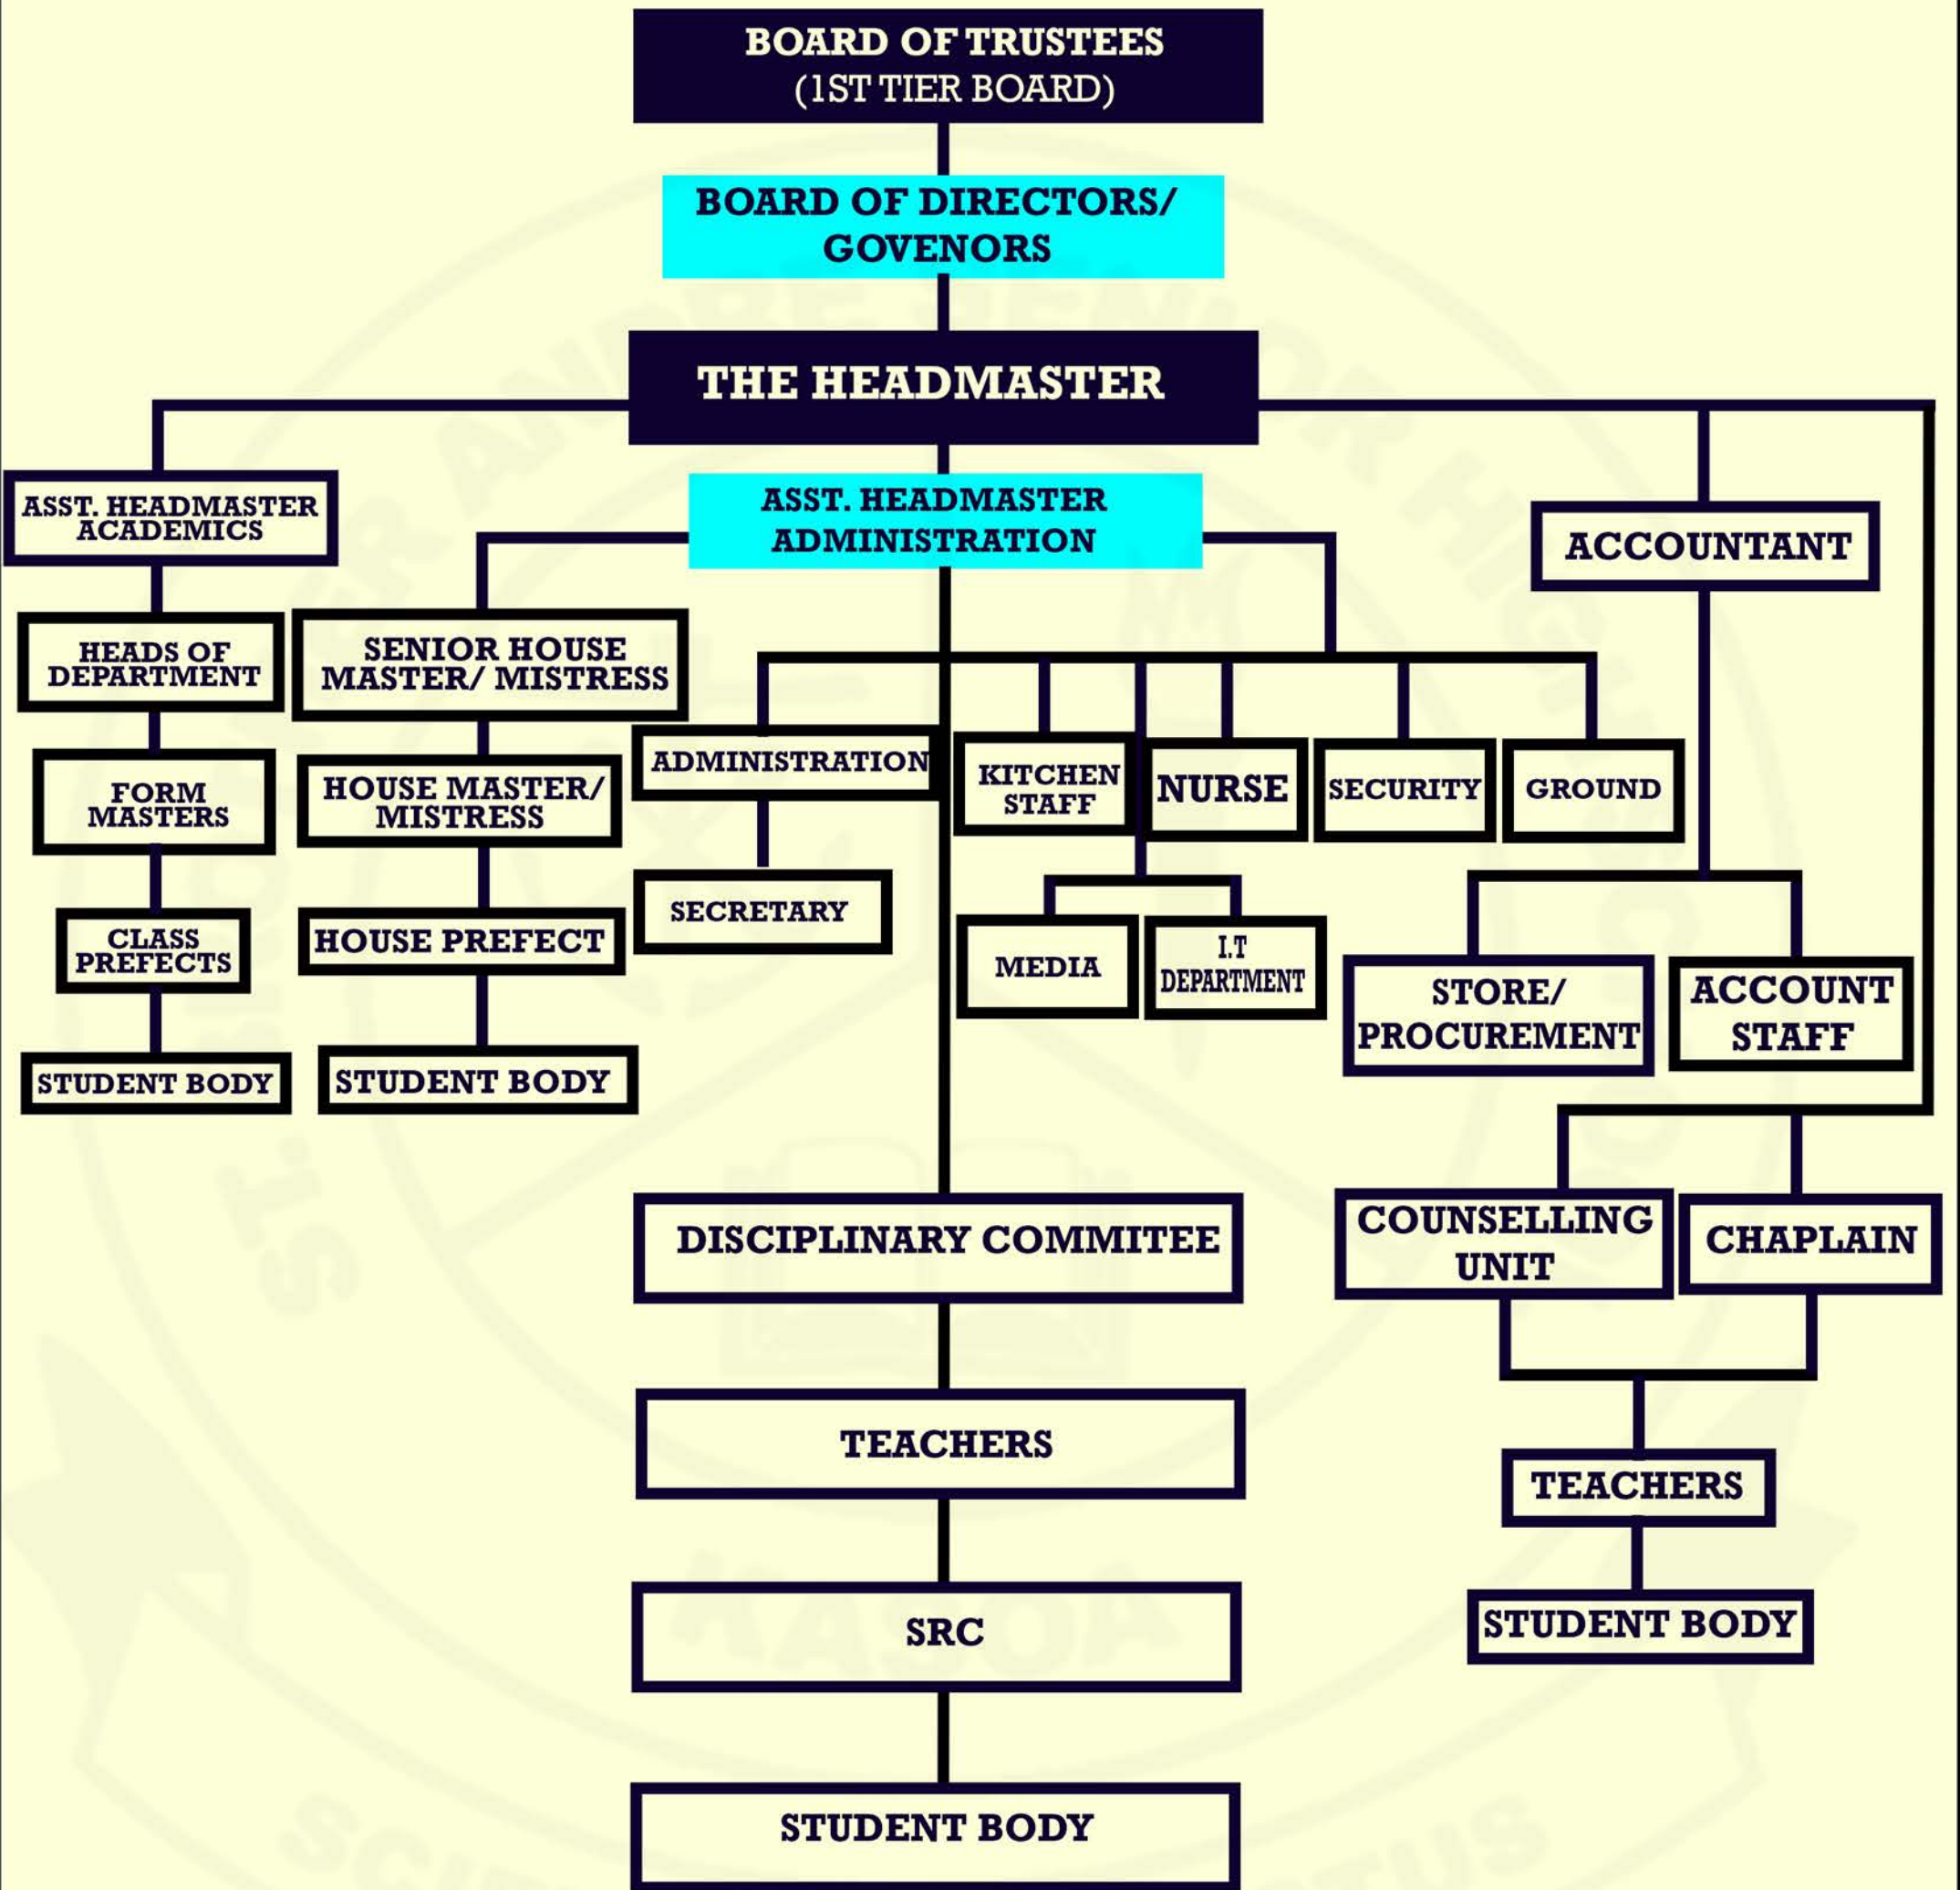 BOARD OF TRUSTEES
(1ST TIER BOARD)
BOARD OF DIRECTORS/
GOVENORS
THE HEADMASTER
ASST. HEADMASTER
ACADEMICS
ASST. HEADMASTER
ADMINISTRATION
ACCOUNTANT
HEADS OF
DEPARTMENT
SENIOR HOUSE
MASTER/ MISTRESS
FORM
MASTERS
HOUSE MASTER/
MISTRESS
ADMINISTRATION
KITCHEN
STAFF
NURSE
SECURITY
GROUND
CLASS
PREFECTS
HOUSE PREFECT
SECRETARY
MEDIA
I.T
DEPARTMENT
STORE/
PROCUREMENT
ACCOUNT
STAFF
STUDENT BODY
STUDENT BODY
DISCIPLINARY COMMITEE
COUNSELLING
UNIT
CHAPLAIN
TEACHERS
TEACHERS
SRC
STUDENT BODY
STUDENT BODY
KASOA